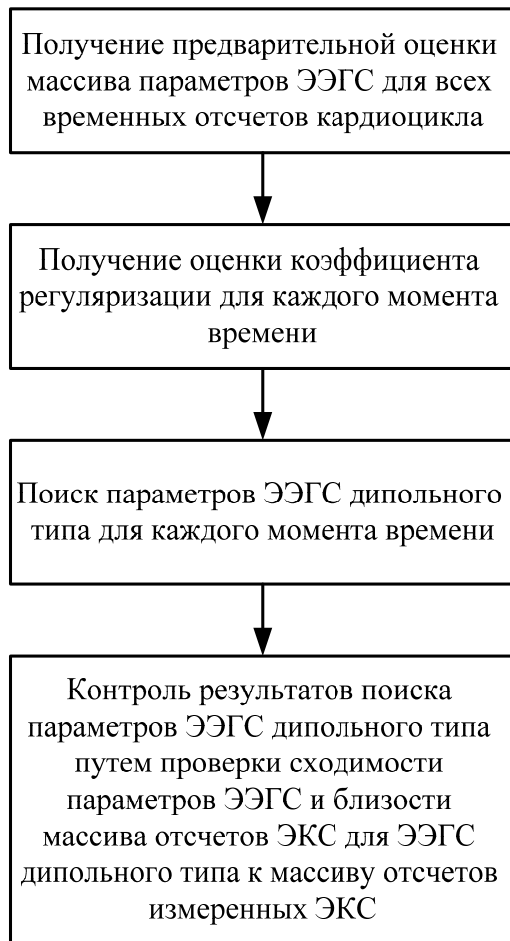 Получение предварительной оценки
массива параметров ЭЭГС для всех
временных отсчетов кардиоцикла
Получение оценки коэффициента
регуляризации для каждого момента
времени
Поиск параметров ЭЭГС дипольного
типа для каждого момента времени
Контроль результатов поиска
параметров ЭЭГС дипольного типа
путем проверки сходимости
параметров ЭЭГС и близости
массива отсчетов ЭКС для ЭЭГС
дипольного типа к массиву отсчетов
измеренных ЭКС